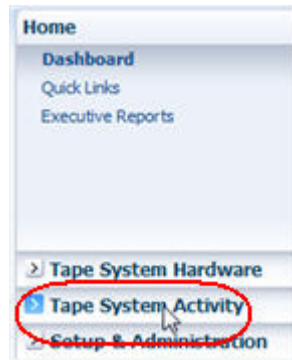 Home
Dashboard
Quick Links
Executive Reports
Tape System Hardware
Tape System Activity
Setup & Administration